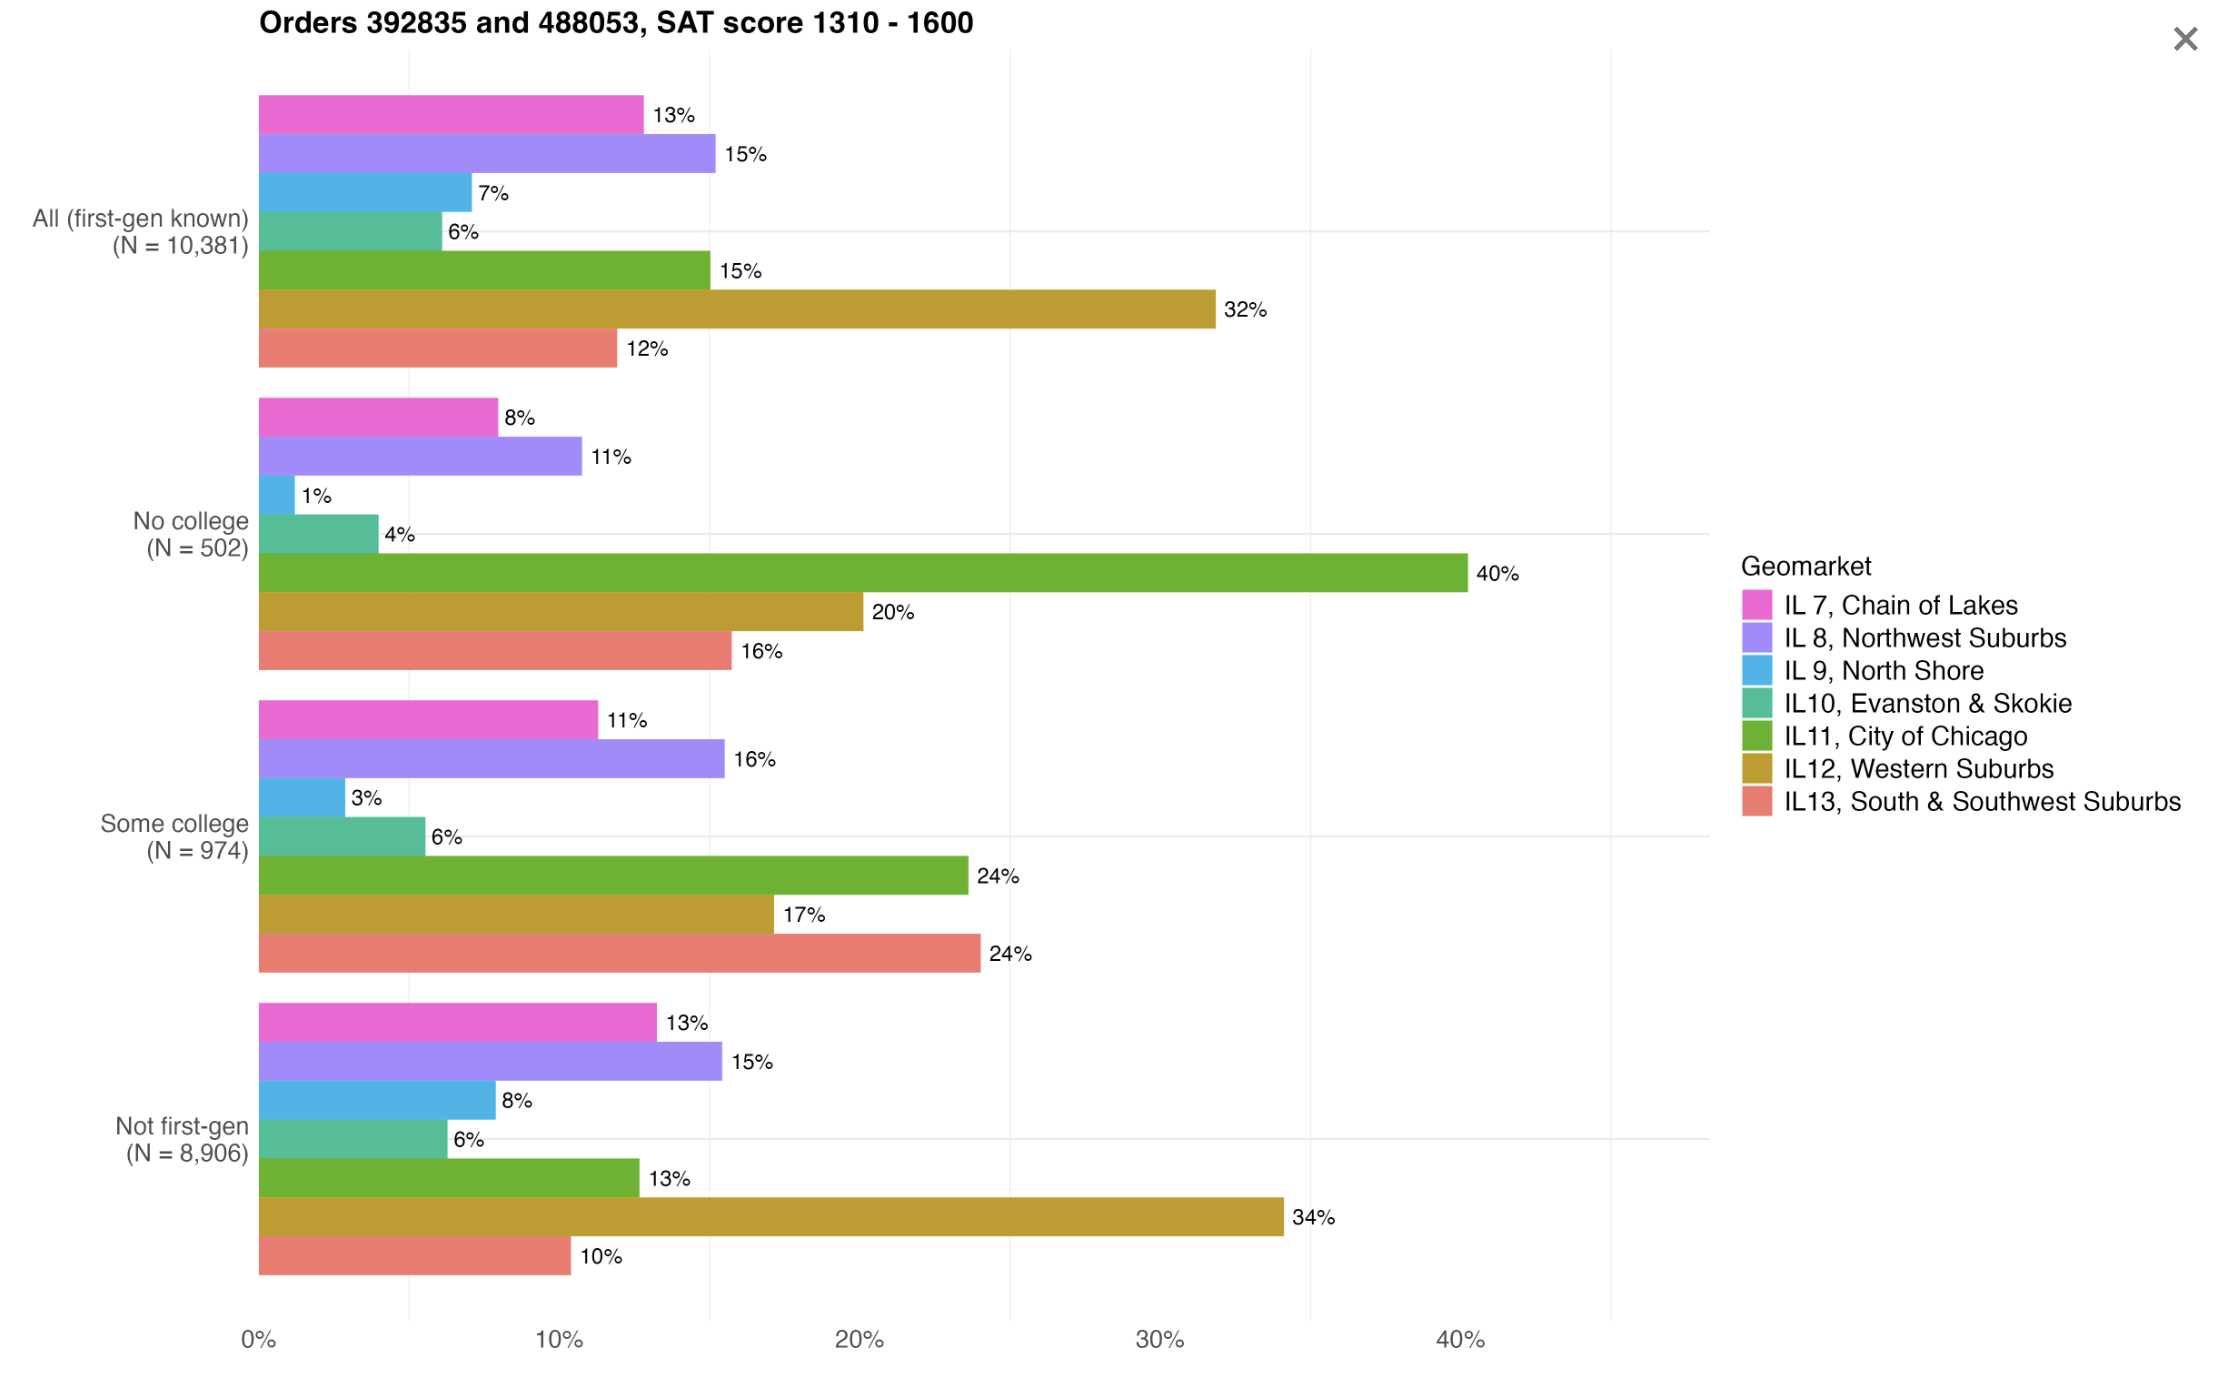 Orders 392835 and 488053, SAT score 1310 - 1600
All (first-gen known)
(N = 10,381)
13%
15%
7%
6%
15%
32%
12%
No college
(N = 502)
8%
11%
1%
4%
40%
20%
16%
Some college
(N = 974)
11%
16%
3%
6%
24%
17%
24%
Not first-gen
(N = 8,906)
13%
15%
8%
6%
13%
34%
10%
0%
10%
20%
30%
40%
Geomarket
IL 7, Chain of Lakes
IL 8, Northwest Suburbs
IL 9, North Shore
IL10, Evanston & Skokie
IL11, City of Chicago
IL12, Western Suburbs
IL13, South & Southwest Suburbs